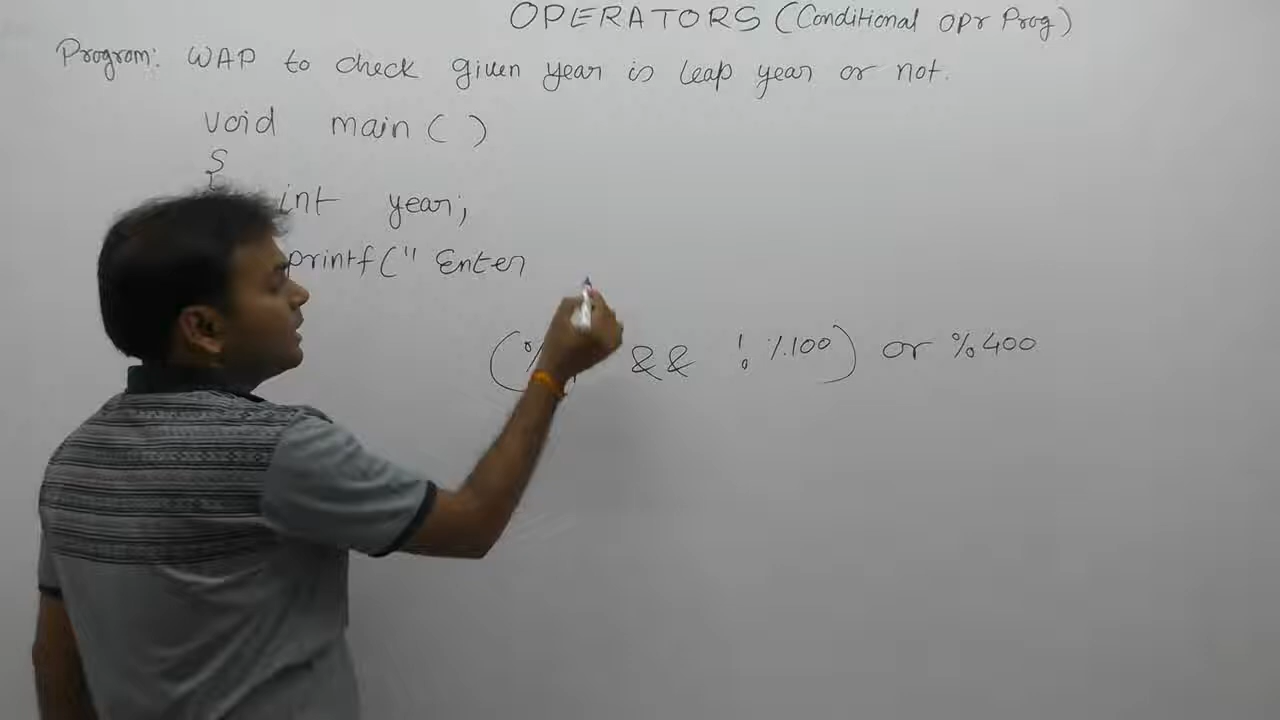 OPERATORS (Conditional opr Prog)
Program: WAP to check given year is leap year or not.
void main ( )
{
int year;
printf(" Enter
(% && ! %100) or %400